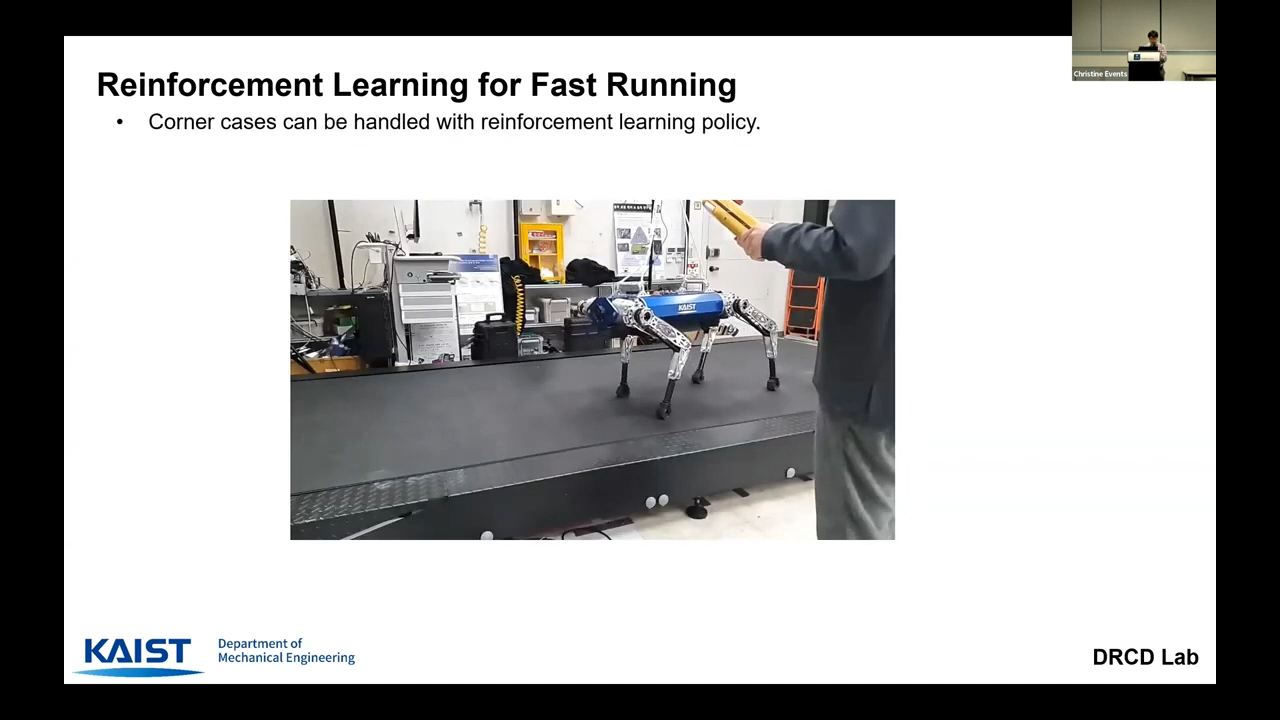 Christine Events
Reinforcement Learning for Fast Running
• Corner cases can be handled with reinforcement learning policy.
KAIST
KAIST
Department of
Mechanical Engineering
DRCD Lab